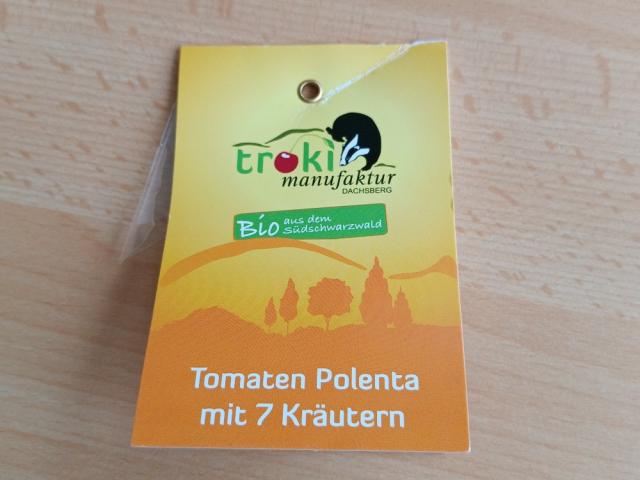 troki
manufaktur
DACHSBERG
Bio aus dem
Südschwarzwald
Tomaten Polenta
mit 7 Kräutern